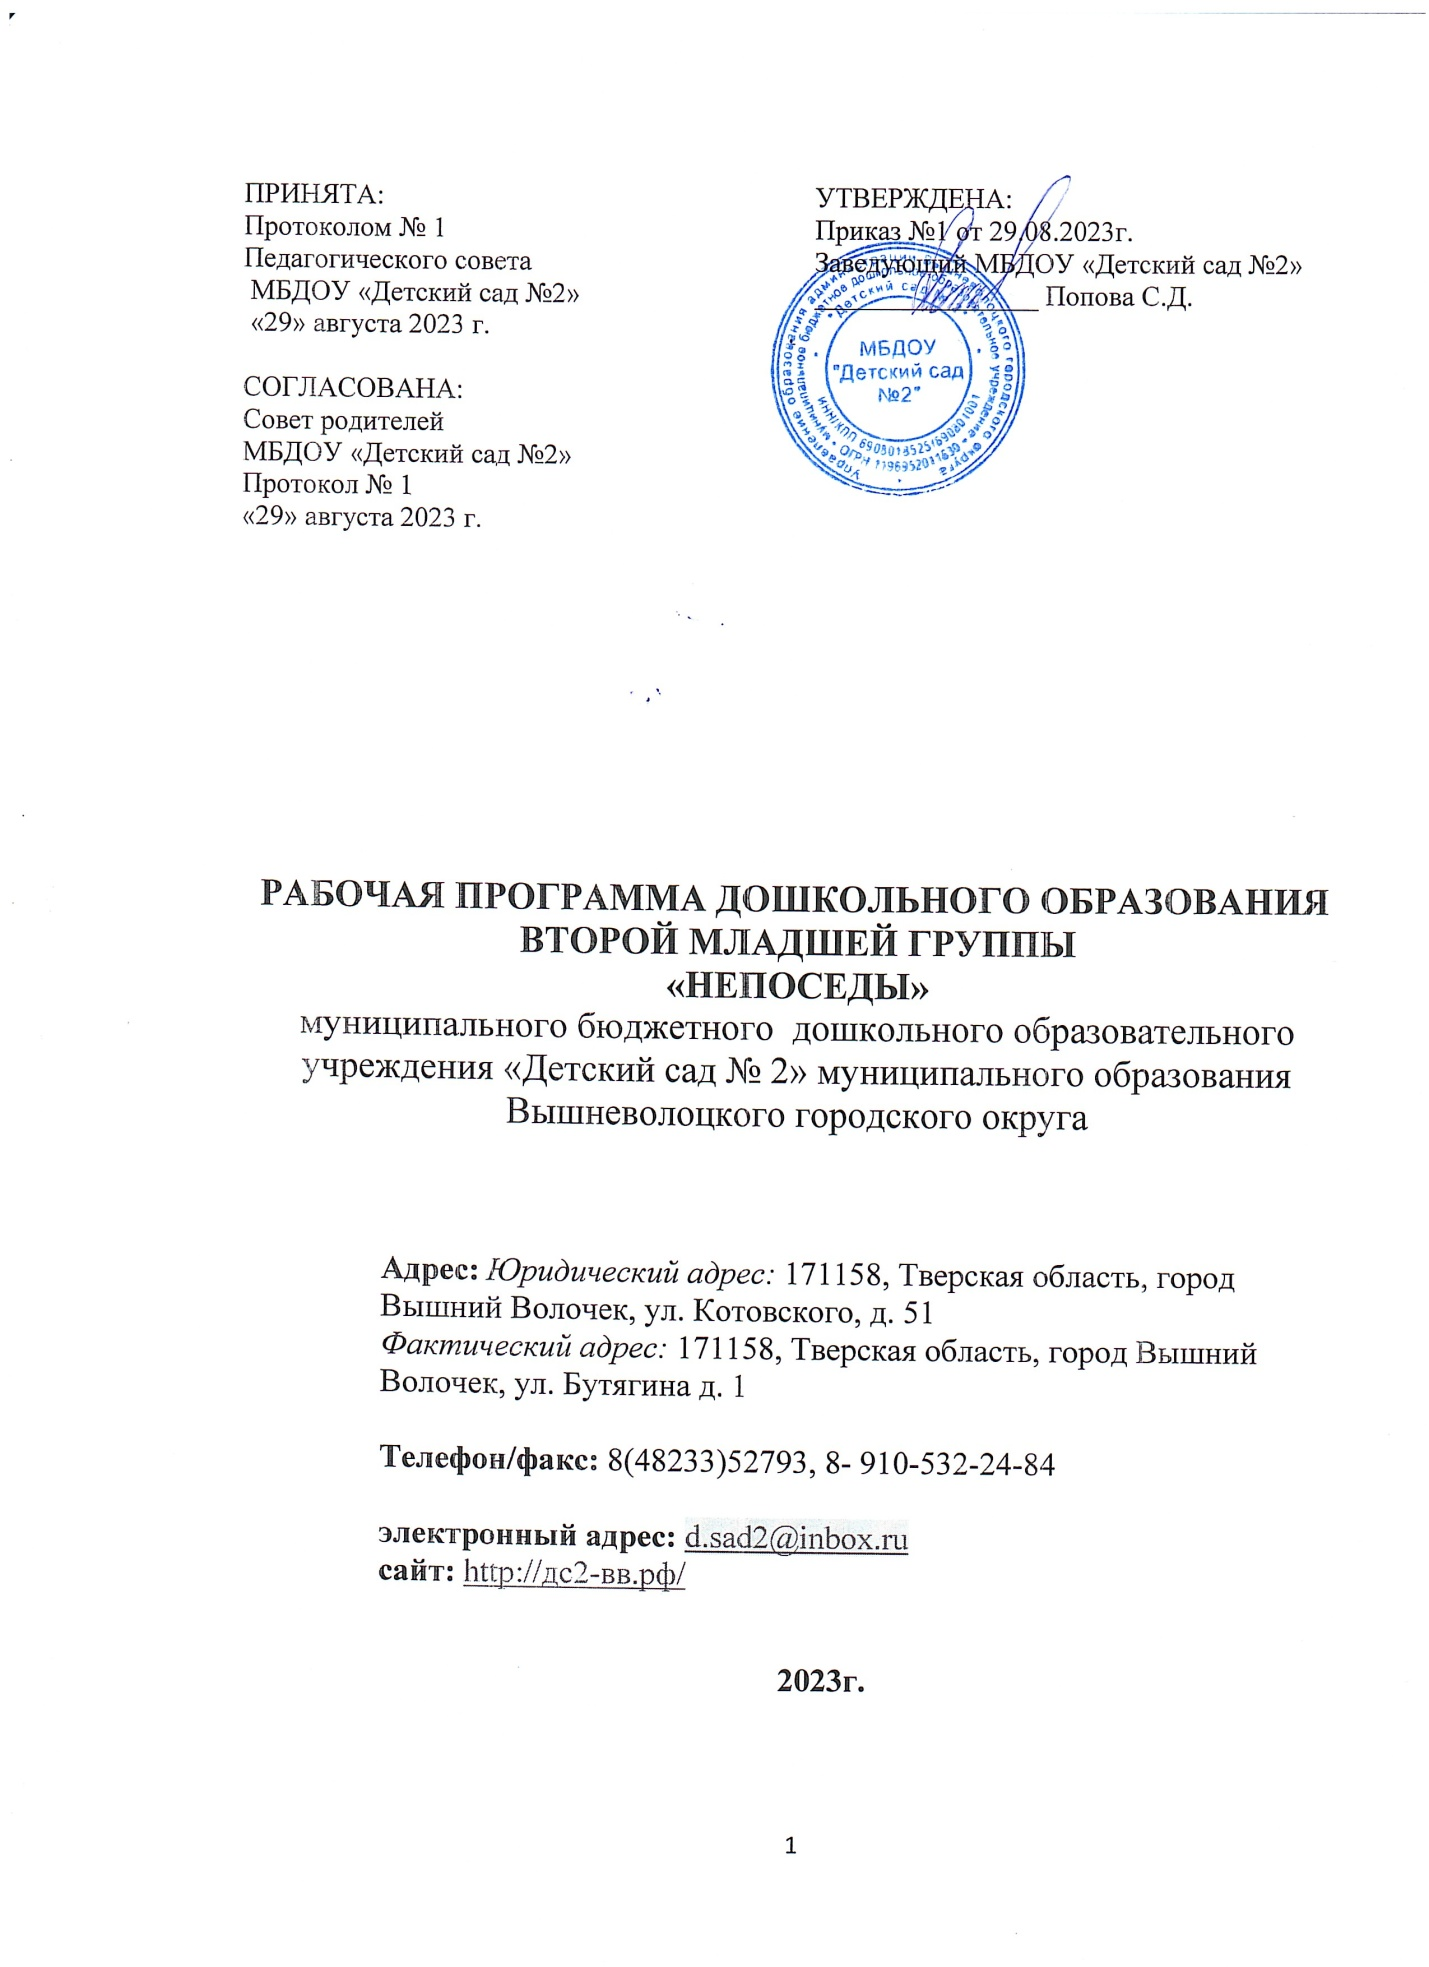 ПРИНЯТА:
Протоколом № 1
Педагогического совета
МБДОУ «Детский сад №2»
«29» августа 2023 г.
СОГЛАСОВАНА:
Совет родителей
МБДОУ «Детский сад №2»
Протокол № 1
«29» августа 2023 г.
УТВЕРЖДЕНА:
Приказ №1 от 29.08.2023г.
Заведующий МБДОУ «Детский сад №2»
________________ Попова С.Д.
МБДОУ
"Детский сад
№2"
РАБОЧАЯ ПРОГРАММА ДОШКОЛЬНОГО ОБРАЗОВАНИЯ
ВТОРОЙ МЛАДШЕЙ ГРУППЫ
«НЕПОСЕДЫ»
муниципального бюджетного дошкольного образовательного
учреждения «Детский сад № 2» муниципального образования
Вышневолоцкого городского округа
Адрес: Юридический адрес: 171158, Тверская область, город
Вышний Волочек, ул. Котовского, д. 51
Фактический адрес: 171158, Тверская область, город Вышний
Волочек, ул. Бутягина д. 1
Телефон/факс: 8(48233)52793, 8- 910-532-24-84
электронный адрес: d.sad2@inbox.ru
сайт: http://дс2-вв.рф/
2023г.
1